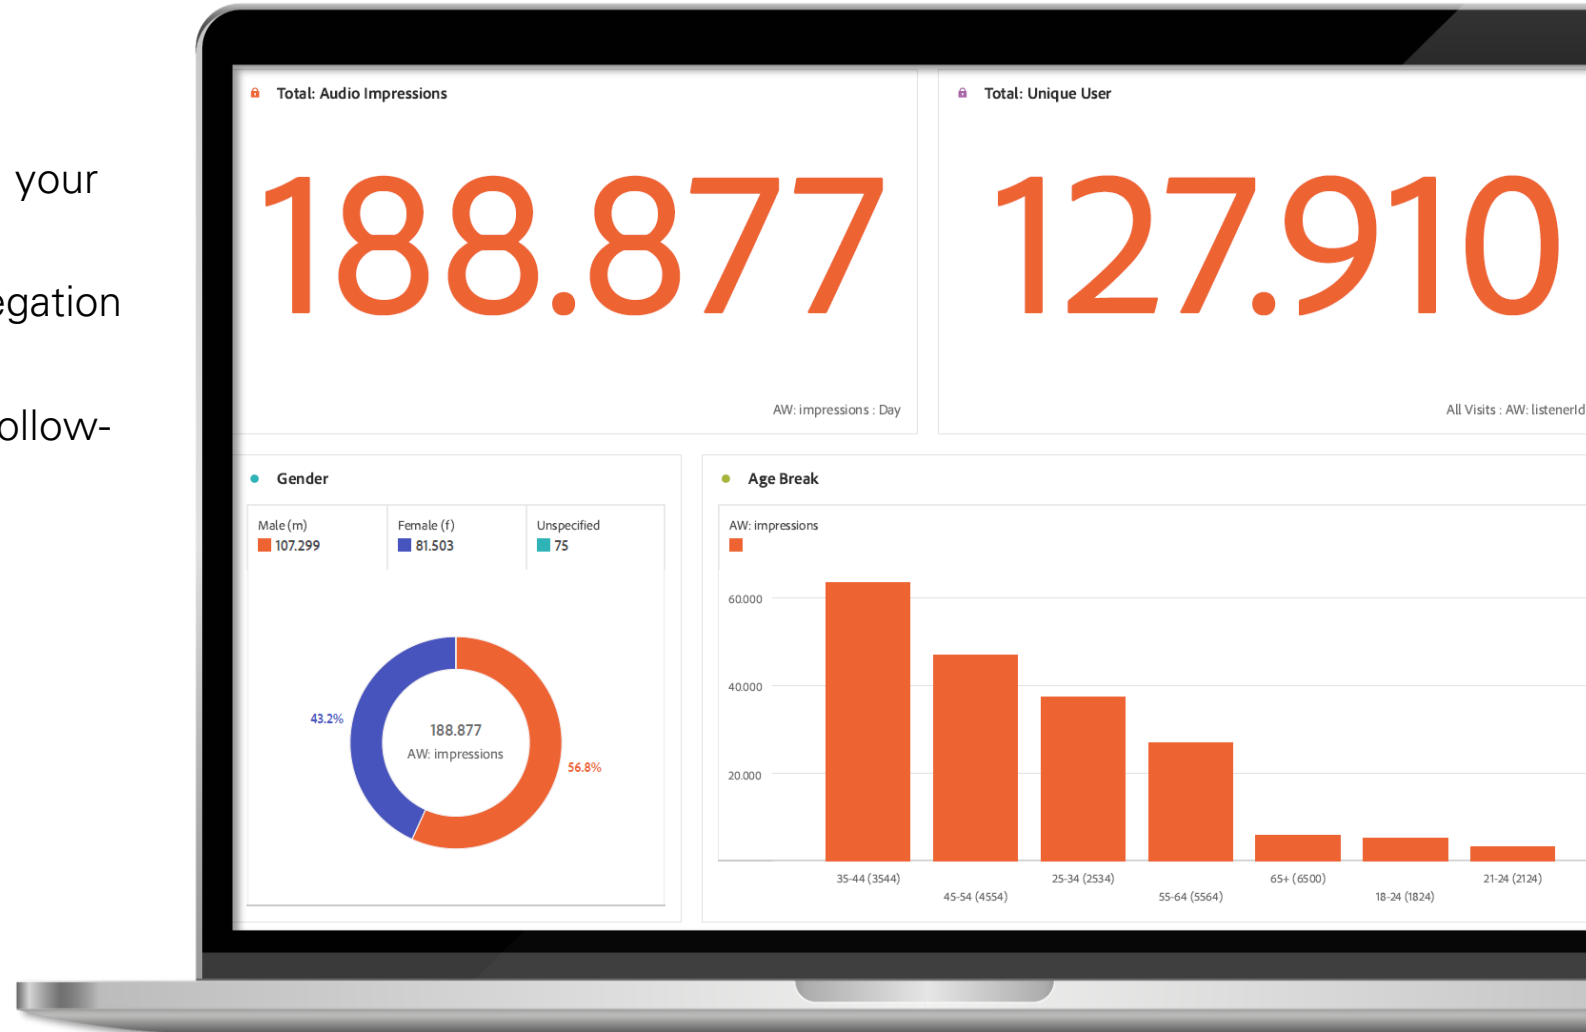 your
egation
ollow-
Total: Audio Impressions
188.877
AW: impressions : Day
Total: Unique User
127.910
All Visits : AW: listenerId
Gender
Male (m)
107.299
Female (f)
81.503
Unspecified
75
43.2%
188.877
AW: impressions
56.8%
Age Break
AW: impressions
60.000
40.000
20.000
35-44 (3544)
45-54 (4554)
25-34 (2534)
55-64 (5564)
65+ (6500)
18-24 (1824)
21-24 (2124)